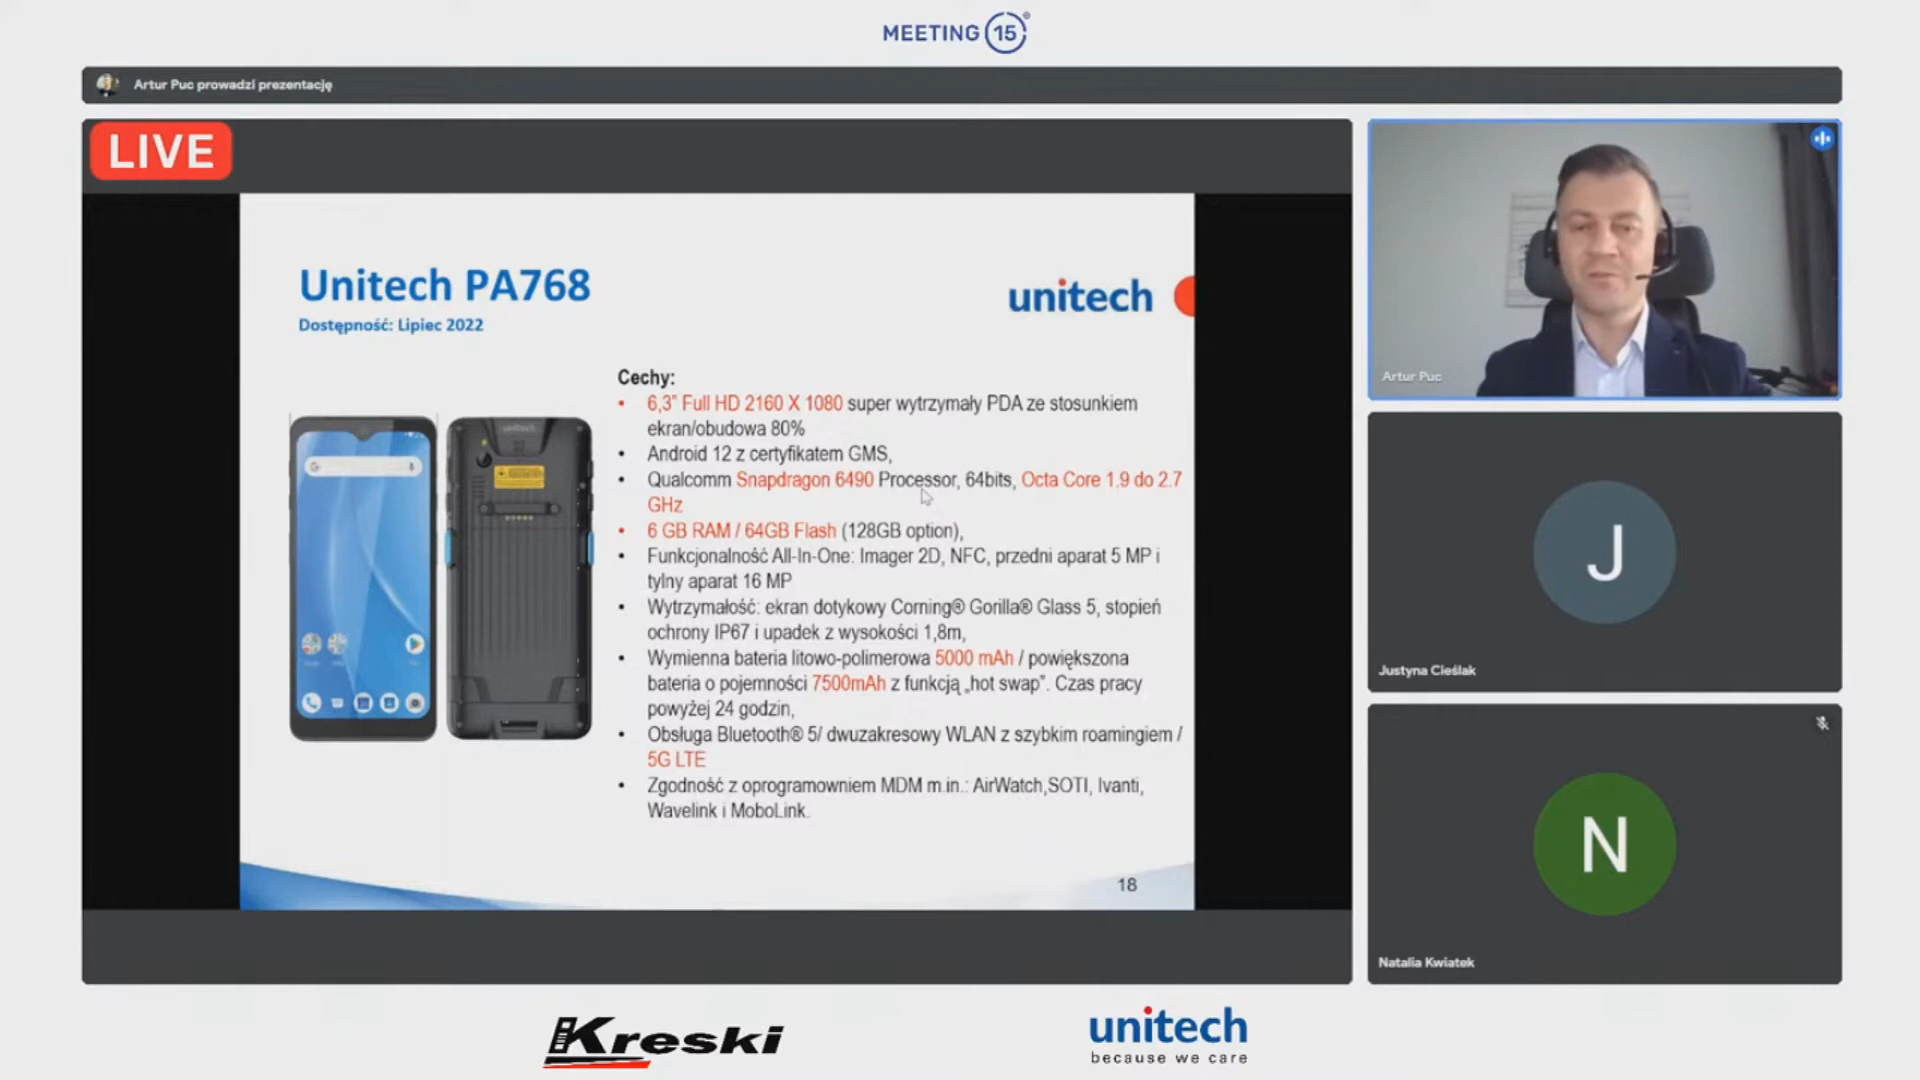 MEETING 15
Artur Puc prowadzi prezentację
LIVE
Unitech PA768
Dostępność: Lipiec 2022
unitech
Cechy:
• 6,3” Full HD 2160 X 1080 super wytrzymały PDA ze stosunkiem
ekran/obudowa 80%
• Android 12 z certyfikatem GMS,
• Qualcomm Snapdragon 6490 Processor, 64bits, Octa Core 1.9 do 2.7
GHz
• 6 GB RAM / 64GB Flash (128GB option),
• Funkcjonalność All-In-One: Imager 2D, NFC, przedni aparat 5 MP i
tylny aparat 16 MP
• Wytrzymałość: ekran dotykowy Corning® Gorilla® Glass 5, stopień
ochrony IP67 i upadek z wysokości 1,8m,
• Wymienna bateria litowo-polimerowa 5000 mAh / powiększona
bateria o pojemności 7500mAh z funkcją „hot swap”. Czas pracy
powyżej 24 godzin,
• Obsługa Bluetooth® 5/ dwuzakresowy WLAN z szybkim roamingiem /
5G LTE
• Zgodność z oprogramowniem MDM m.in.: AirWatch,SOTI, Ivanti,
Wavelink i MoboLink.
18
Artur Puc
J
Justyna Cieślak
N
Natalia Kwiatek
Kreski
unitech
because we care